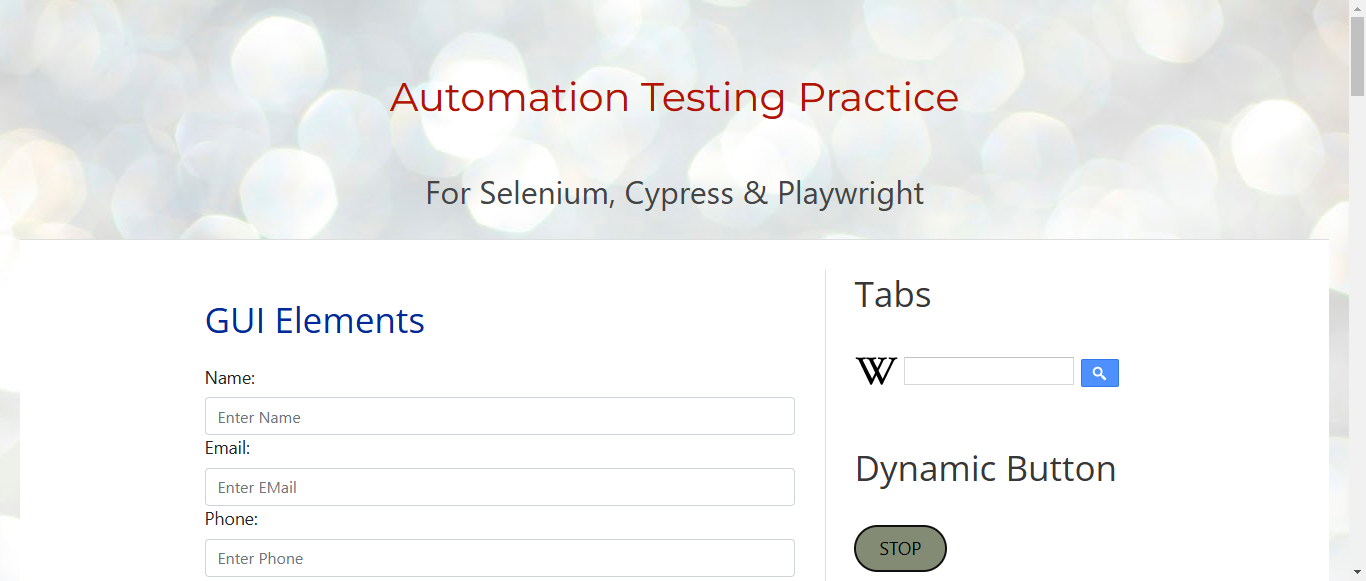 Automation Testing Practice
For Selenium, Cypress & Playwright
GUI Elements
Name:
Enter Name
Email:
Enter EMail
Phone:
Enter Phone
Tabs
W
Dynamic Button
STOP